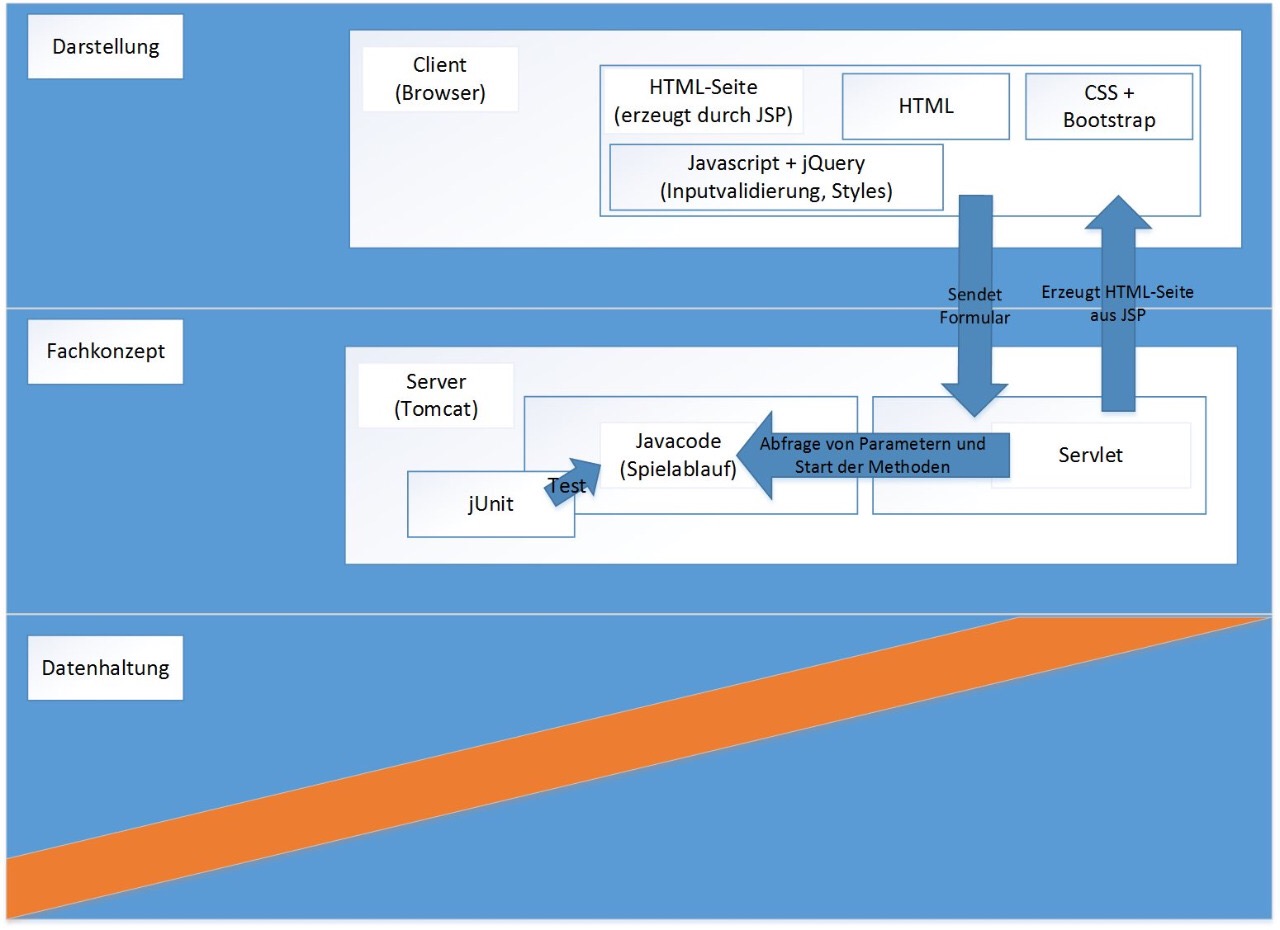 Darstellung
Client
(Browser)
HTML-Seite
(erzeugt durch JSP)
HTML
CSS +
Bootstrap
Javascript + jQuery
(Inputvalidierung, Styles)
Sendet
Formular
Erzeugt HTML-Seite
aus JSP
Fachkonzept
Server
(Tomcat)
Javacode
(Spielablauf)
Abfrage von Parametern und
Start der Methoden
Servlet
Test
jUnit
Datenhaltung